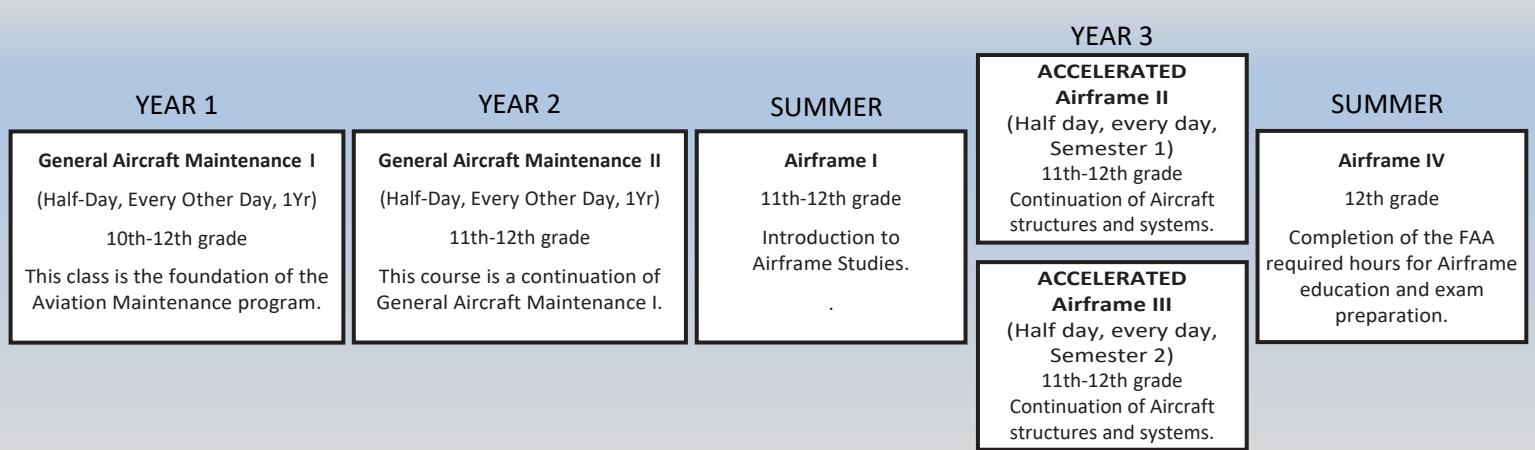 YEAR 1
General Aircraft Maintenance I
(Half-Day, Every Other Day, 1Yr)
10th-12th grade
This class is the foundation of the
Aviation Maintenance program.
YEAR 2
General Aircraft Maintenance II
(Half-Day, Every Other Day, 1Yr)
11th-12th grade
This course is a continuation of
General Aircraft Maintenance I.
SUMMER
Airframe I
11th-12th grade
Introduction to
Airframe Studies.
.
YEAR 3
ACCELERATED
Airframe II
(Half day, every day,
Semester 1)
11th-12th grade
Continuation of Aircraft
structures and systems.
ACCELERATED
Airframe III
(Half day, every day,
Semester 2)
11th-12th grade
Continuation of Aircraft
structures and systems.
SUMMER
Airframe IV
12th grade
Completion of the FAA
required hours for Airframe
education and exam
preparation.